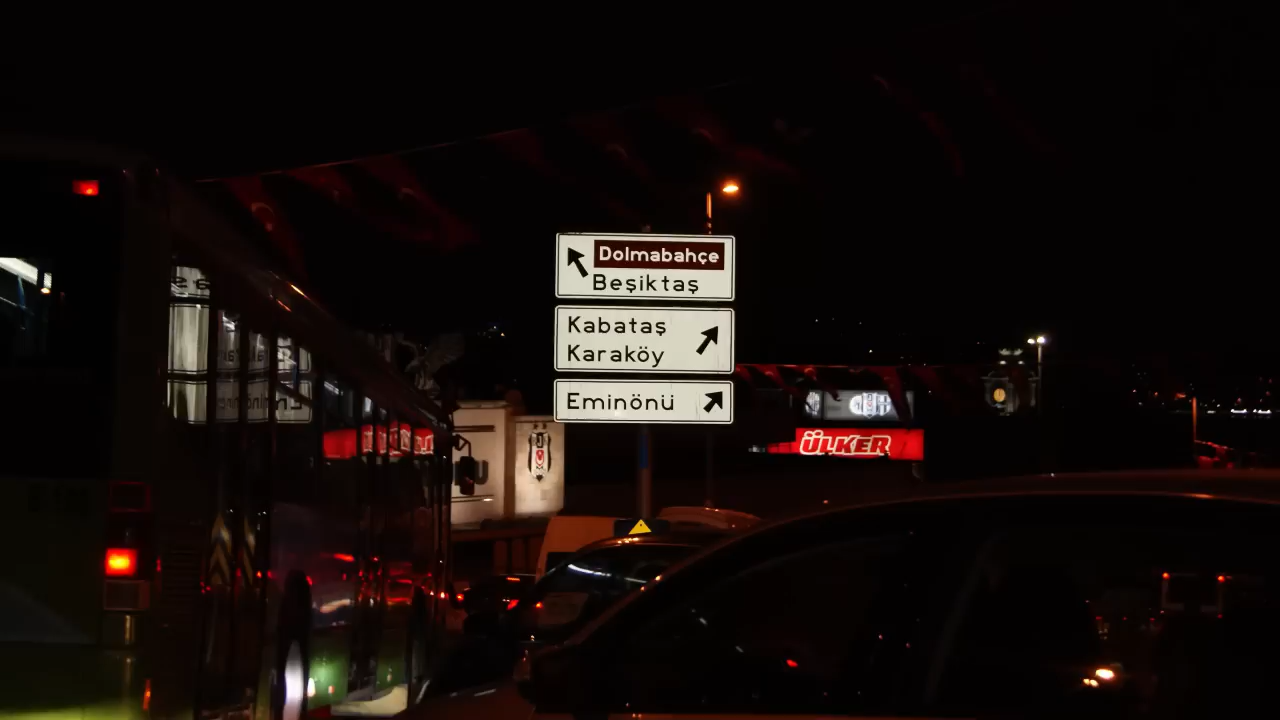 Dolmabahçe
Beşiktaş
Kabataş
Karaköy
Eminönü
ÜLKER